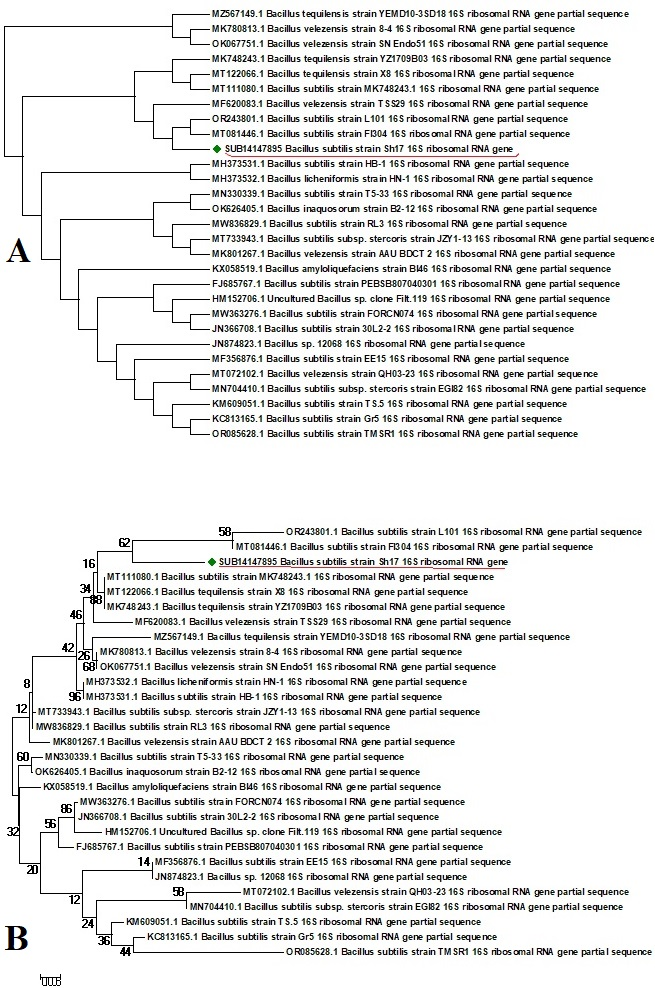 MZ567149.1 Bacillus tequilensis strain YEMD10-3SD18 16S ribosomal RNA gene partial sequence
MK780813.1 Bacillus velezensis strain 8-4 16S ribosomal RNA gene partial sequence
OK067751.1 Bacillus velezensis strain SN Endo51 16S ribosomal RNA gene partial sequence
MK748243.1 Bacillus tequilensis strain YZ1709B03 16S ribosomal RNA gene partial sequence
MT122066.1 Bacillus tequilensis strain X8 16S ribosomal RNA gene partial sequence
MT111080.1 Bacillus subtilis strain MK748243.1 16S ribosomal RNA gene partial sequence
MF620083.1 Bacillus velezensis strain TSS29 16S ribosomal RNA gene partial sequence
OR243801.1 Bacillus subtilis strain L101 16S ribosomal RNA gene partial sequence
MT081446.1 Bacillus subtilis strain FI304 16S ribosomal RNA gene partial sequence
SUB14147895 Bacillus subtilis strain Sh17 16S ribosomal RNA gene
MH373531.1 Bacillus subtilis strain HB-1 16S ribosomal RNA gene partial sequence
MH373532.1 Bacillus licheniformis strain HN-1 16S ribosomal RNA gene partial sequence
MN330339.1 Bacillus subtilis strain T5-33 16S ribosomal RNA gene partial sequence
OK626405.1 Bacillus inaquosorum strain B2-12 16S ribosomal RNA gene partial sequence
MW836829.1 Bacillus subtilis strain RL3 16S ribosomal RNA gene partial sequence
MT733943.1 Bacillus subtilis subsp. stercoris strain JZY1-13 16S ribosomal RNA gene partial sequence
A
MK801267.1 Bacillus velezensis strain AAU BDCT 2 16S ribosomal RNA gene partial sequence
KX058519.1 Bacillus amyloliquefaciens strain BI46 16S ribosomal RNA gene partial sequence
FJ685767.1 Bacillus subtilis strain PEBSB807040301 16S ribosomal RNA gene partial sequence
HM152706.1 Uncultured Bacillus sp. clone Filt.119 16S ribosomal RNA gene partial sequence
MW363276.1 Bacillus subtilis strain FORCN074 16S ribosomal RNA gene partial sequence
JN366708.1 Bacillus subtilis strain 30L2-2 16S ribosomal RNA gene partial sequence
JN874823.1 Bacillus sp. 12068 16S ribosomal RNA gene partial sequence
MF356876.1 Bacillus subtilis strain EE15 16S ribosomal RNA gene partial sequence
MT072102.1 Bacillus velezensis strain QH03-23 16S ribosomal RNA gene partial sequence
MN704410.1 Bacillus subtilis subsp. stercoris strain EGI82 16S ribosomal RNA gene partial sequence
KM609051.1 Bacillus subtilis strain TS.5 16S ribosomal RNA gene partial sequence
KC813165.1 Bacillus subtilis strain Gr5 16S ribosomal RNA gene partial sequence
OR085628.1 Bacillus subtilis strain TMSR1 16S ribosomal RNA gene partial sequence
58 OR243801.1 Bacillus subtilis strain L101 16S ribosomal RNA gene partial sequence
62 MT081446.1 Bacillus subtilis strain FI304 16S ribosomal RNA gene partial sequence
16 SUB14147895 Bacillus subtilis strain Sh17 16S ribosomal RNA gene
MT111080.1 Bacillus subtilis strain MK748243.1 16S ribosomal RNA gene partial sequence
34 MT122066.1 Bacillus tequilensis strain X8 16S ribosomal RNA gene partial sequence
88 MK748243.1 Bacillus tequilensis strain YZ1709B03 16S ribosomal RNA gene partial sequence
46 MF620083.1 Bacillus velezensis strain TSS29 16S ribosomal RNA gene partial sequence
MZ567149.1 Bacillus tequilensis strain YEMD10-3SD18 16S ribosomal RNA gene partial sequence
42 26 MK780813.1 Bacillus velezensis strain 8-4 16S ribosomal RNA gene partial sequence
68 OK067751.1 Bacillus velezensis strain SN Endo51 16S ribosomal RNA gene partial sequence
8 MH373532.1 Bacillus licheniformis strain HN-1 16S ribosomal RNA gene partial sequence
96 MH373531.1 Bacillus subtilis strain HB-1 16S ribosomal RNA gene partial sequence
12 MT733943.1 Bacillus subtilis subsp. stercoris strain JZY1-13 16S ribosomal RNA gene partial sequence
MW836829.1 Bacillus subtilis strain RL3 16S ribosomal RNA gene partial sequence
MK801267.1 Bacillus velezensis strain AAU BDCT 2 16S ribosomal RNA gene partial sequence
60 MN330339.1 Bacillus subtilis strain T5-33 16S ribosomal RNA gene partial sequence
OK626405.1 Bacillus inaquosorum strain B2-12 16S ribosomal RNA gene partial sequence
KX058519.1 Bacillus amyloliquefaciens strain BI46 16S ribosomal RNA gene partial sequence
86 MW363276.1 Bacillus subtilis strain FORCN074 16S ribosomal RNA gene partial sequence
56 JN366708.1 Bacillus subtilis strain 30L2-2 16S ribosomal RNA gene partial sequence
32 HM152706.1 Uncultured Bacillus sp. clone Filt.119 16S ribosomal RNA gene partial sequence
FJ685767.1 Bacillus subtilis strain PEBSB807040301 16S ribosomal RNA gene partial sequence
20 14 MF356876.1 Bacillus subtilis strain EE15 16S ribosomal RNA gene partial sequence
JN874823.1 Bacillus sp. 12068 16S ribosomal RNA gene partial sequence
12 58 MT072102.1 Bacillus velezensis strain QH03-23 16S ribosomal RNA gene partial sequence
MN704410.1 Bacillus subtilis subsp. stercoris strain EGI82 16S ribosomal RNA gene partial sequence
24 KM609051.1 Bacillus subtilis strain TS.5 16S ribosomal RNA gene partial sequence
B 36 KC813165.1 Bacillus subtilis strain Gr5 16S ribosomal RNA gene partial sequence
44 OR085628.1 Bacillus subtilis strain TMSR1 16S ribosomal RNA gene partial sequence